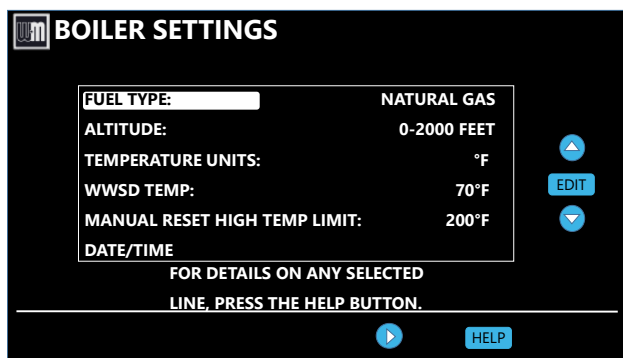 WM BOILER SETTINGS
FUEL TYPE: NATURAL GAS
ALTITUDE: 0-2000 FEET
TEMPERATURE UNITS: °F
WWSD TEMP: 70°F
EDIT
MANUAL RESET HIGH TEMP LIMIT: 200°F
DATE/TIME
FOR DETAILS ON ANY SELECTED
LINE, PRESS THE HELP BUTTON.
HELP